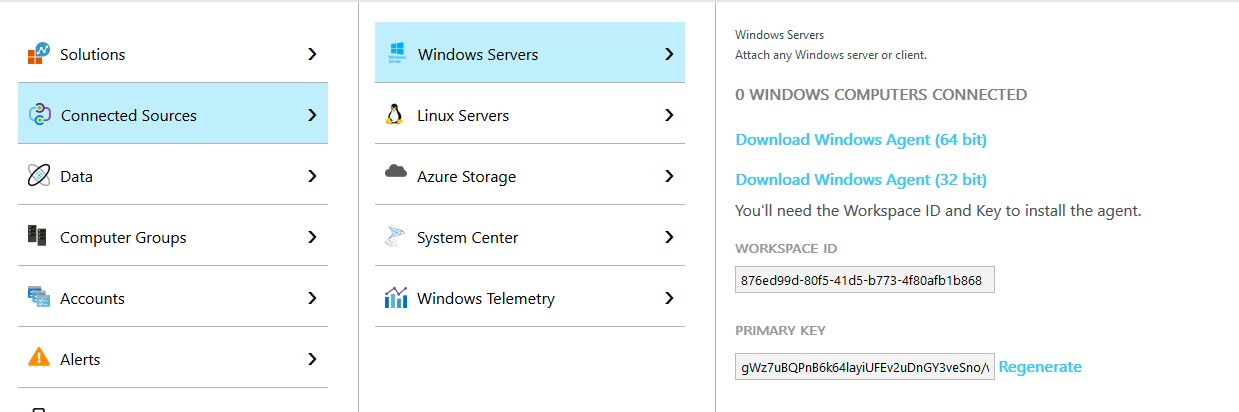 Solutions
Connected Sources
Data
Computer Groups
Accounts
Alerts
Windows Servers
Linux Servers
Azure Storage
System Center
Windows Telemetry
Windows Servers
Attach any Windows server or client.
0 WINDOWS COMPUTERS CONNECTED
Download Windows Agent (64 bit)
Download Windows Agent (32 bit)
You'll need the Workspace ID and Key to install the agent.
WORKSPACE ID
876ed99d-80f5-41d5-b773-4f80afb1b868
PRIMARY KEY
gWz7uBQPnB6k64layiUFEv2uDnGY3veSno/ Regenerate